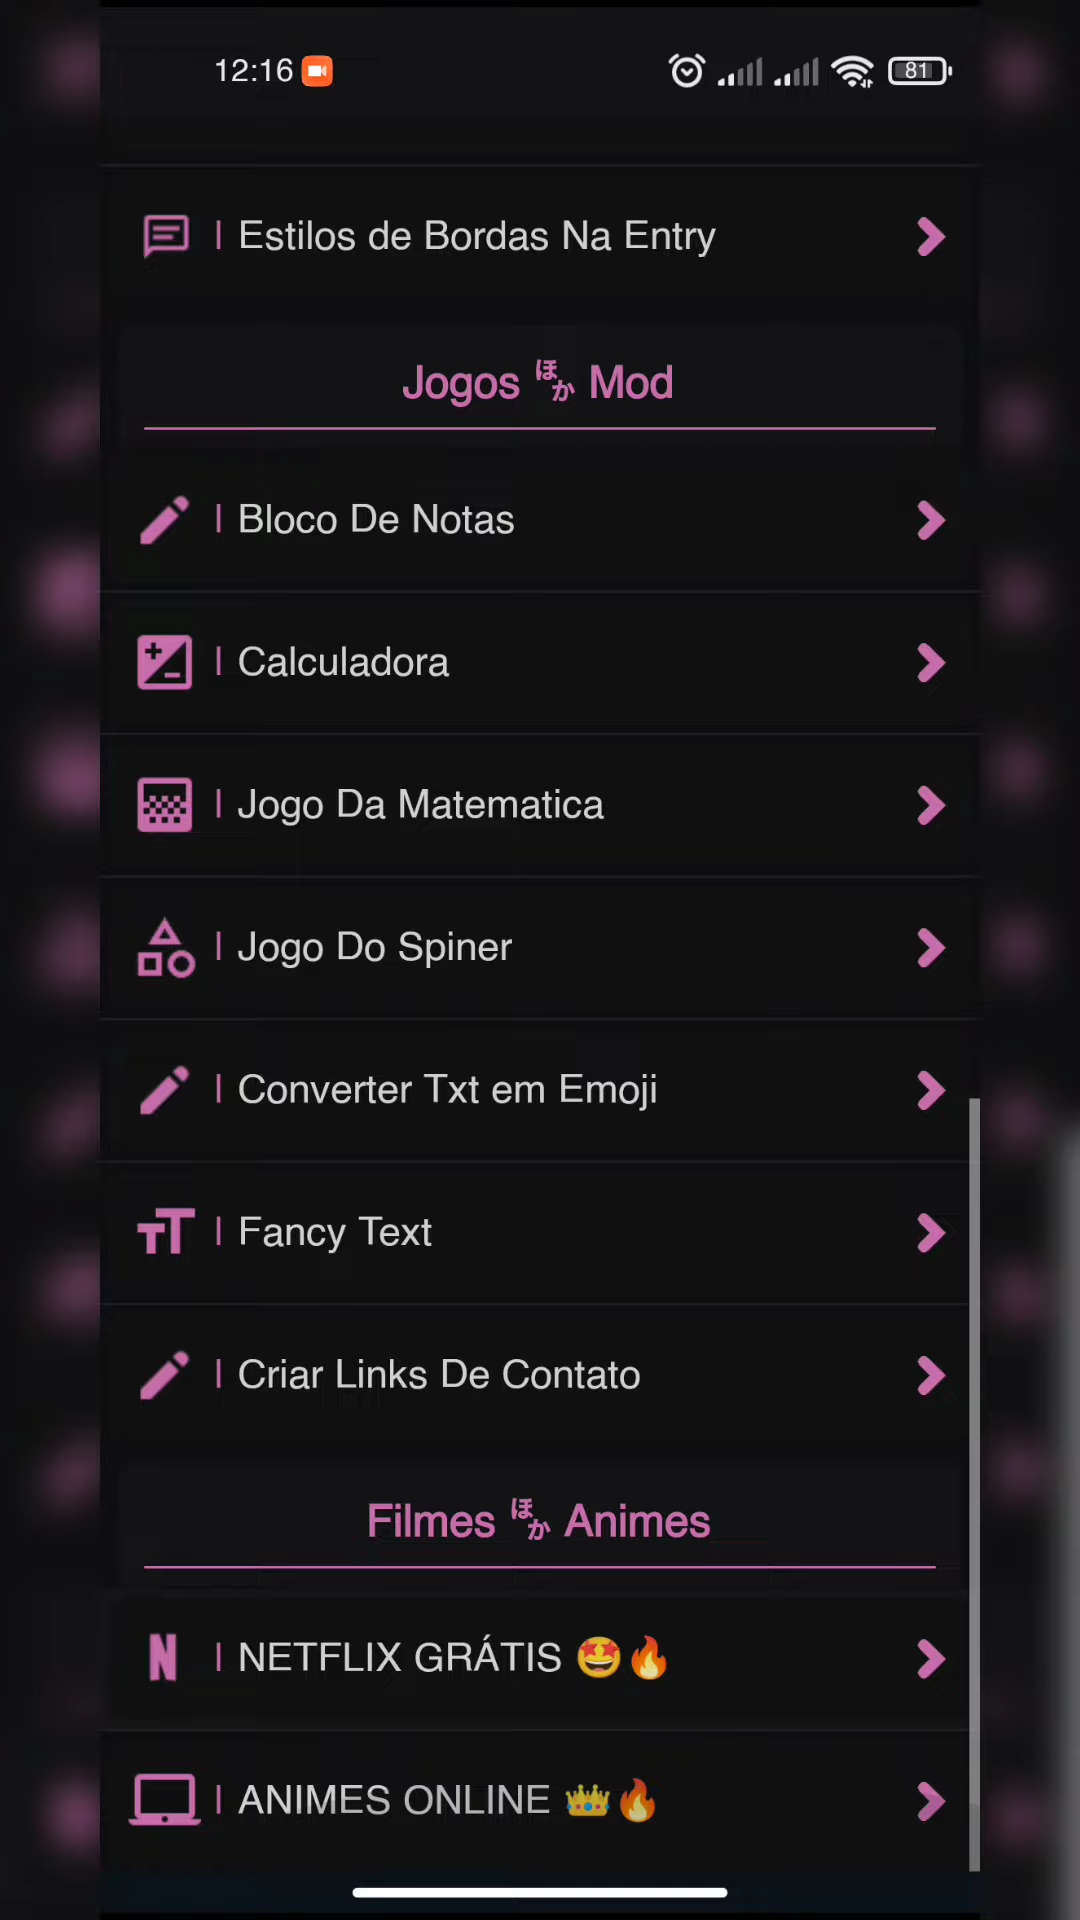 12:16
81
| Estilos de Bordas Na Entry
Jogos ほか Mod
| Bloco De Notas
| Calculadora
| Jogo Da Matematica
| Jogo Do Spiner
| Converter Txt em Emoji
| Fancy Text
| Criar Links De Contato
Filmes ほか Animes
| NETFLIX GRÁTIS 🤩🔥
| ANIMES ONLINE 👑🔥